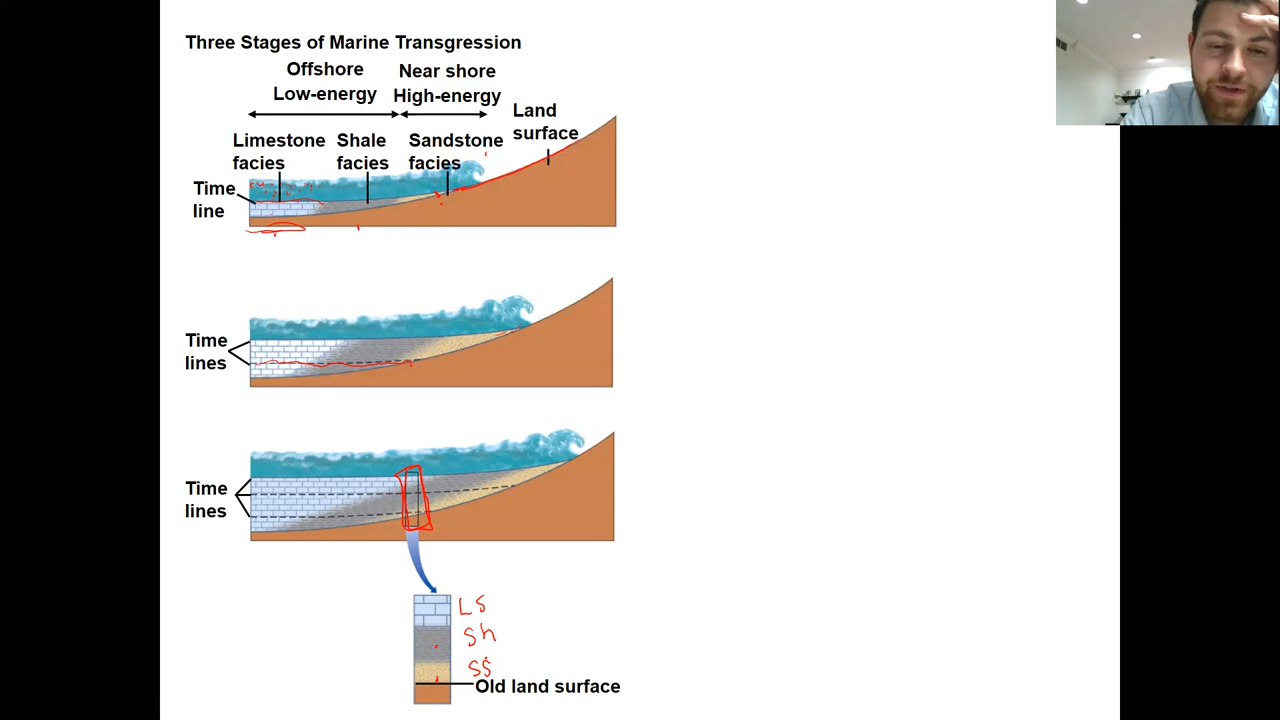 Three Stages of Marine Transgression
Offshore
Low-energy
Near shore
High-energy
Land
surface
Limestone
facies
Shale
facies
Sandstone
facies
Time
line
Time
lines
Time
lines
LS
Sh
SS
Old land surface